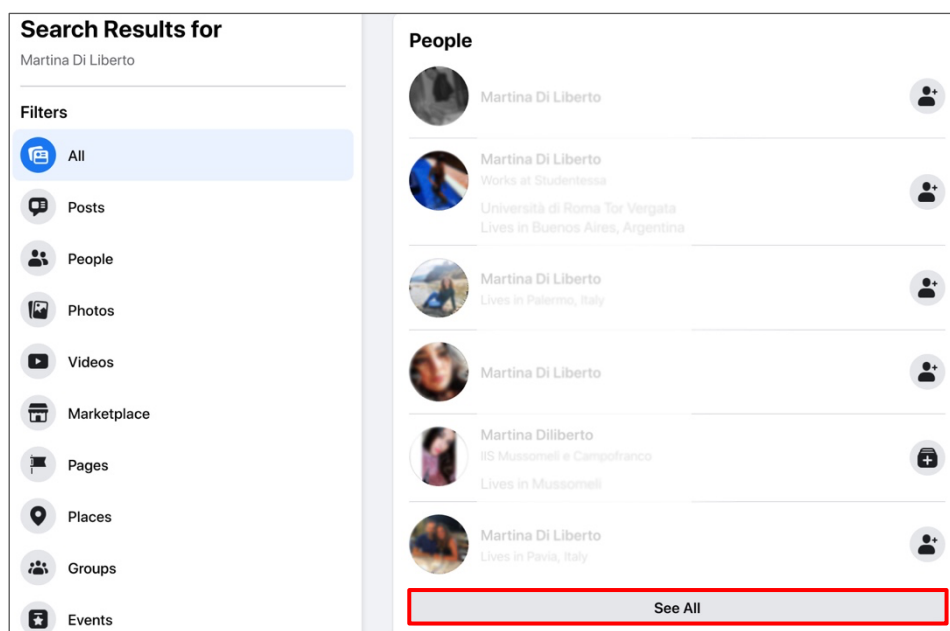 Search Results for
Martina Di Liberto
Filters
All
Posts
People
Photos
Videos
Marketplace
Pages
Places
Groups
Events
People
Martina Di Liberto
Martina Di Liberto
Works at Studentessa
Università di Roma Tor Vergata
Lives in Buenos Aires, Argentina
Martina Di Liberto
Lives in Palermo, Italy
Martina Di Liberto
Martina Diliberto
IIS Mussomeli e Campofranco
Lives in Mussomeli
Martina Di Liberto
Lives in Pavia, Italy
See All